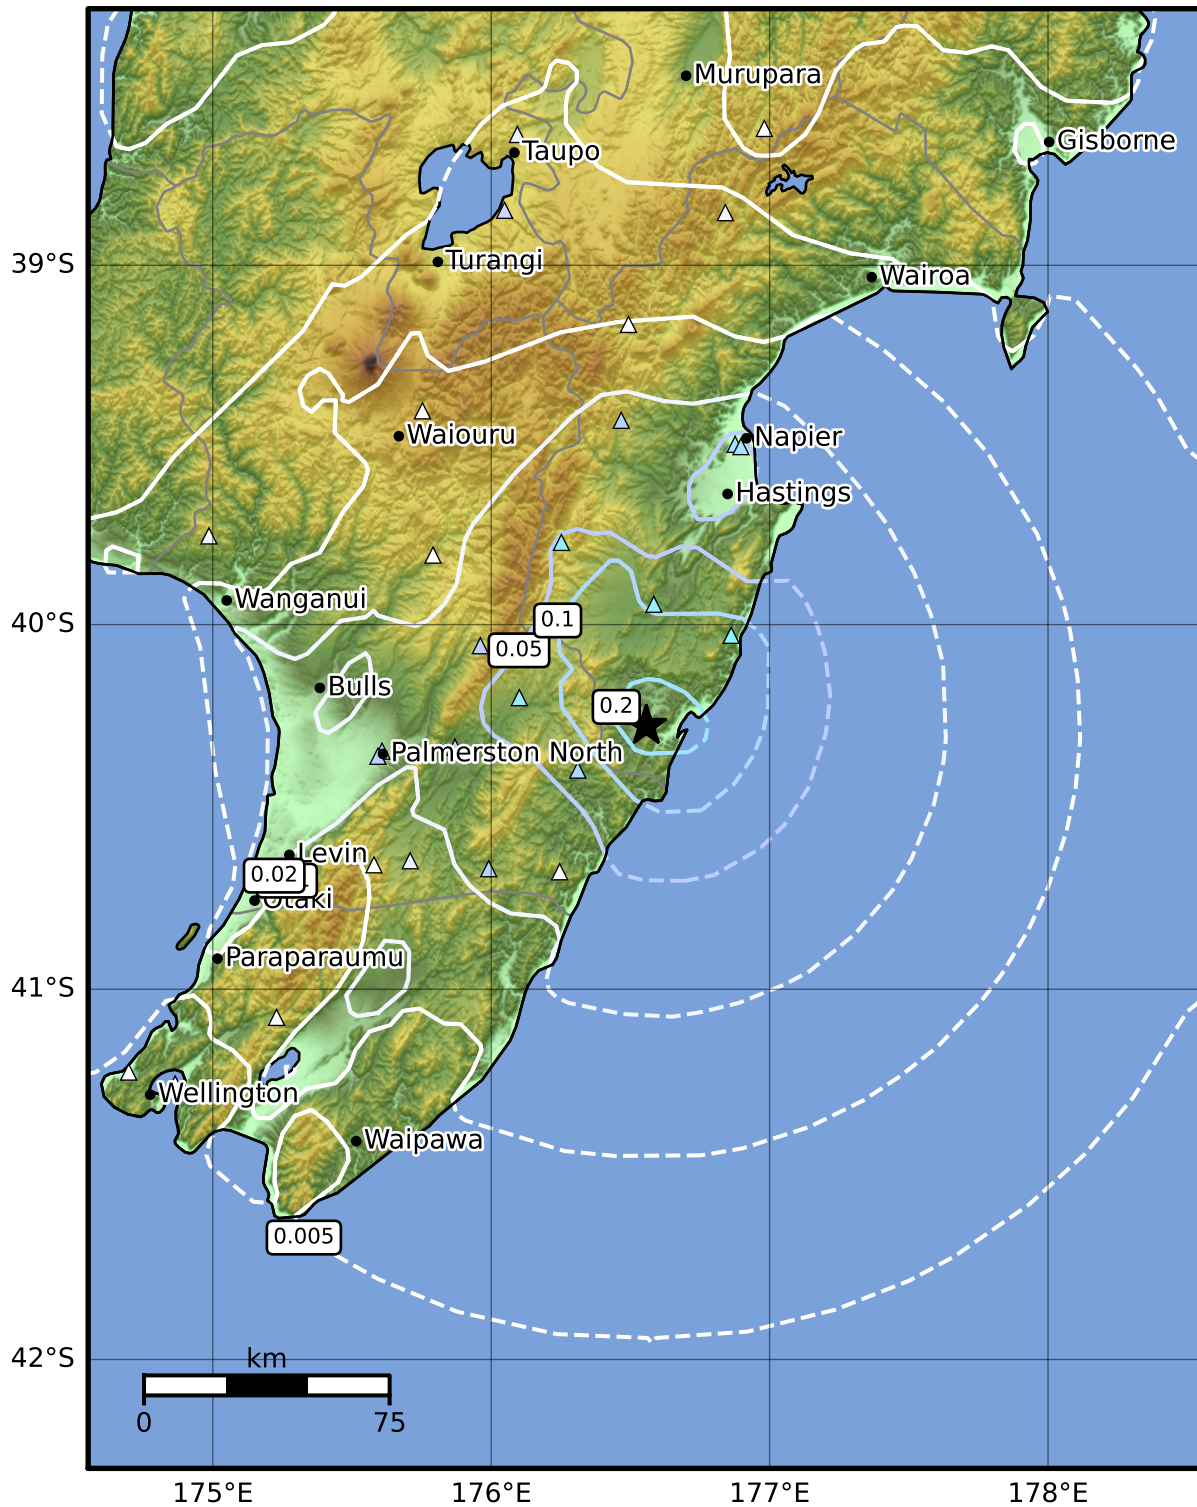 Murupara
Gisborne
Taupo
Turangi
39°S
Wairoa
Waiouru
Napier
Hastings
Wanganui
40°S
0.1
0.05
Bulls
0.2
Palmerston North
Levin
0.02
Otaki
Paraparaumu
41°S
Wellington
Waipawa
0.005
42°S
km
0 75
175°E 176°E 177°E 178°E